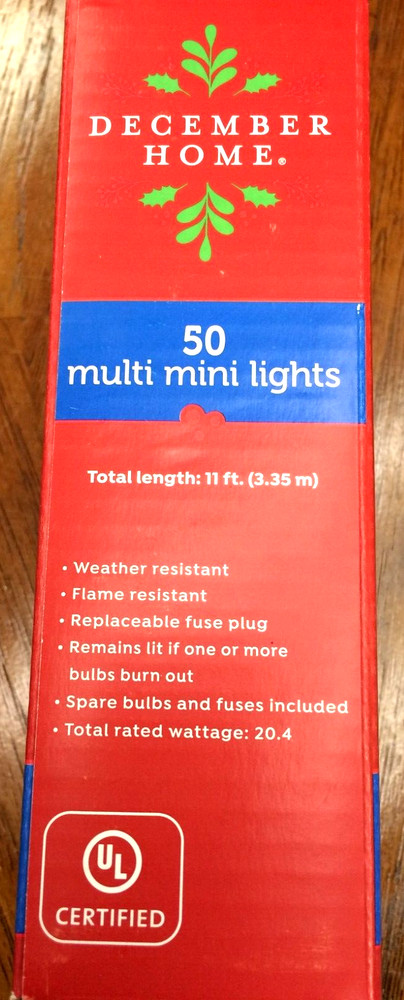 DECEMBER
HOME®
50
multi mini lights
Total length: 11 ft. (3.35 m)
• Weather resistant
• Flame resistant
• Replaceable fuse plug
• Remains lit if one or more
bulbs burn out
• Spare bulbs and fuses included
• Total rated wattage: 20.4
UL
CERTIFIED